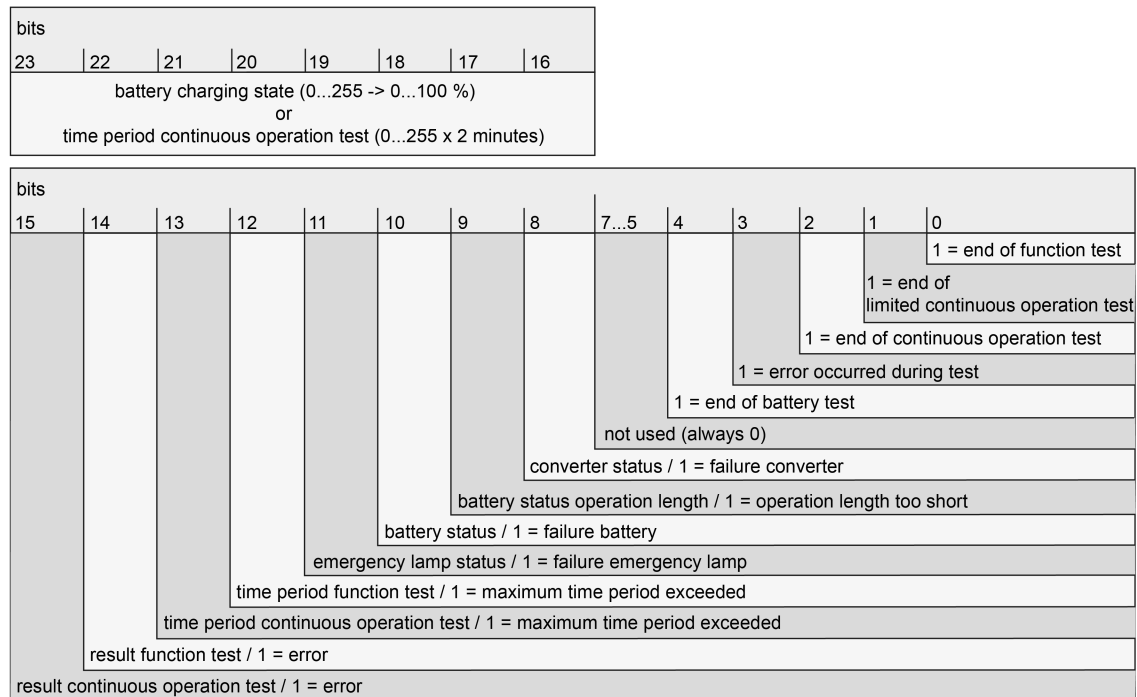 bits
23 22 21 20 19 18 17 16
battery charging state (0...255 -> 0...100 %)
or
time period continuous operation test (0...255 x 2 minutes)
bits
15 14 13 12 11 10 9 8 7...5 4 3 2 1 0
1 = end of function test
1 = end of
limited continuous operation test
1 = end of continuous operation test
1 = error occurred during test
1 = end of battery test
not used (always 0)
converter status / 1 = failure converter
battery status operation length / 1 = operation length too short
battery status / 1 = failure battery
emergency lamp status / 1 = failure emergency lamp
time period function test / 1 = maximum time period exceeded
time period continuous operation test / 1 = maximum time period exceeded
result function test / 1 = error
result continuous operation test / 1 = error